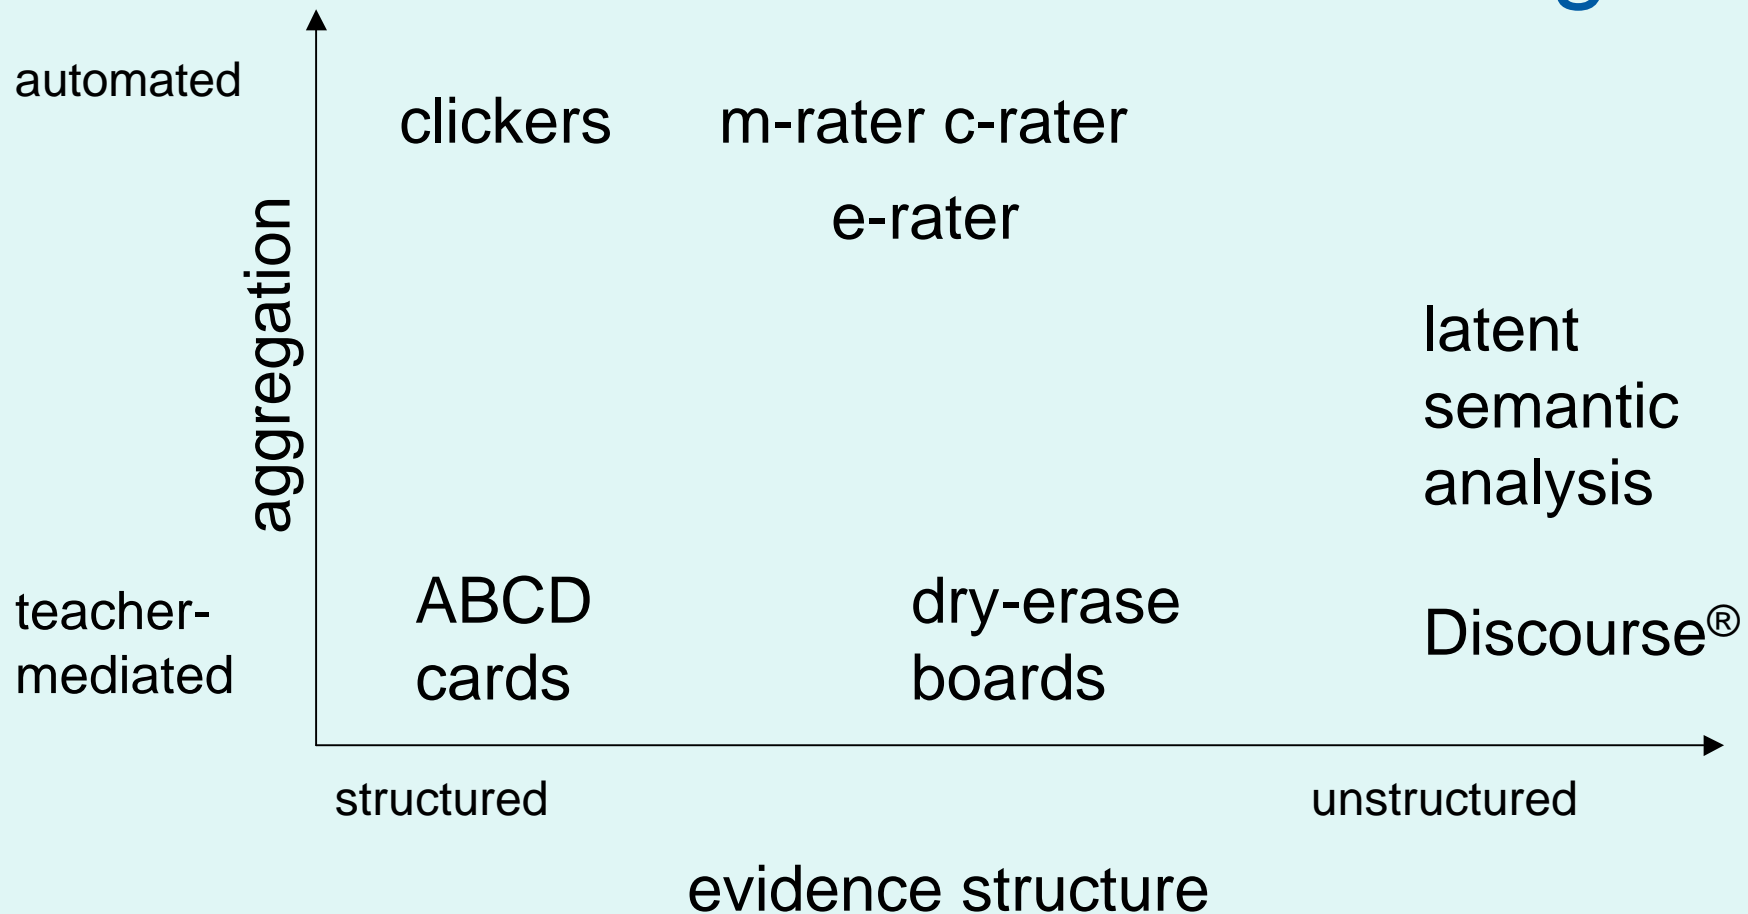 automated
clickers
m-rater c-rater
e-rater
aggregation
latent
semantic
analysis
teacher-
mediated
ABCD
cards
dry-erase
boards
Discourse®
structured
unstructured
evidence structure